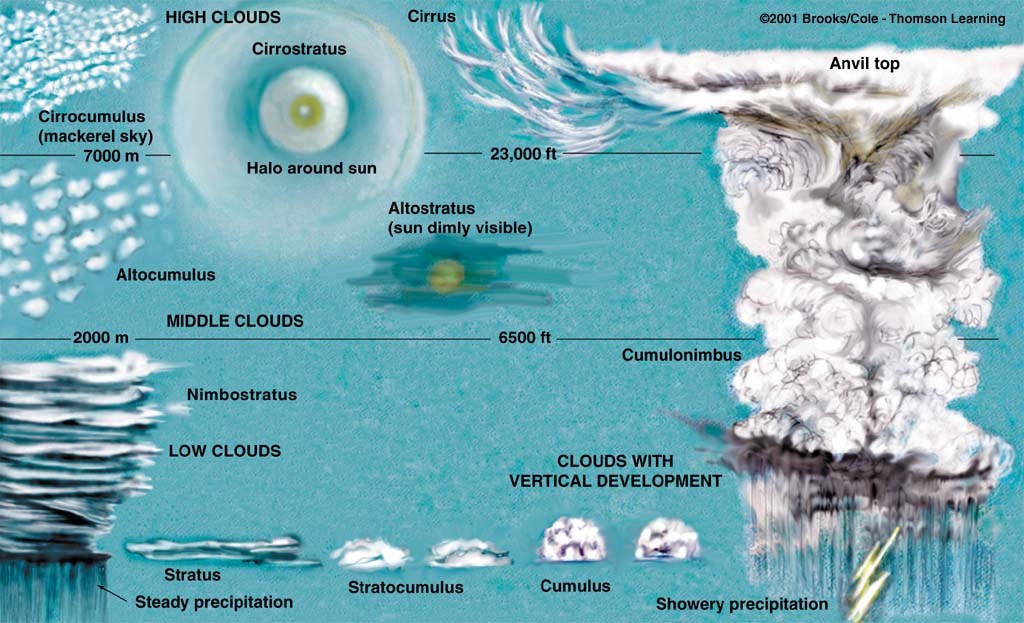 HIGH CLOUDS
Cirrus
©2001 Brooks/Cole - Thomson Learning
Cirrostratus
Anvil top
Cirrocumulus
(mackerel sky)
7000 m
23,000 ft
Halo around sun
Altostratus
(sun dimly visible)
Altocumulus
MIDDLE CLOUDS
2000 m
6500 ft
Cumulonimbus
Nimbostratus
LOW CLOUDS
CLOUDS WITH
VERTICAL DEVELOPMENT
Stratus
Stratocumulus
Cumulus
Steady precipitation
Showery precipitation